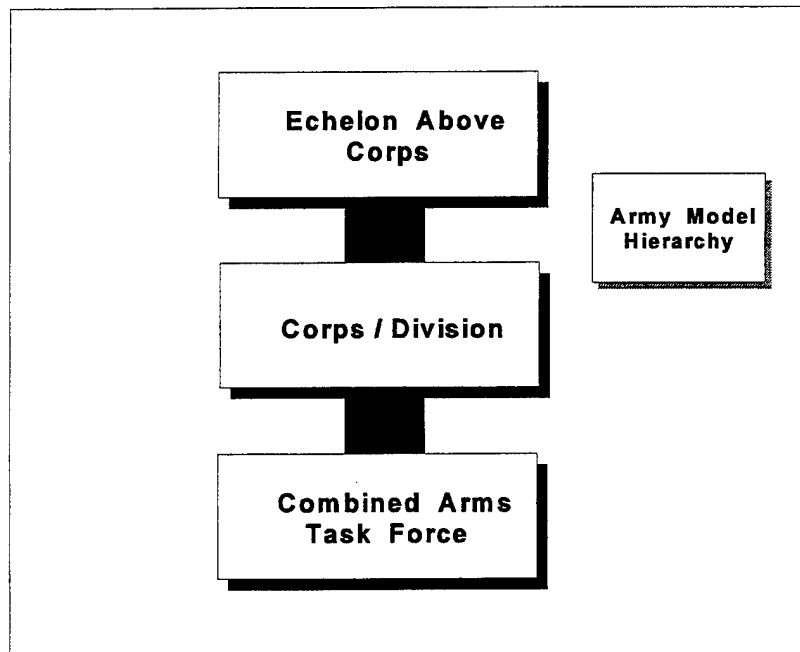 Echelon Above
Corps
Army Model
Hierarchy
Corps / Division
Combined Arms
Task Force